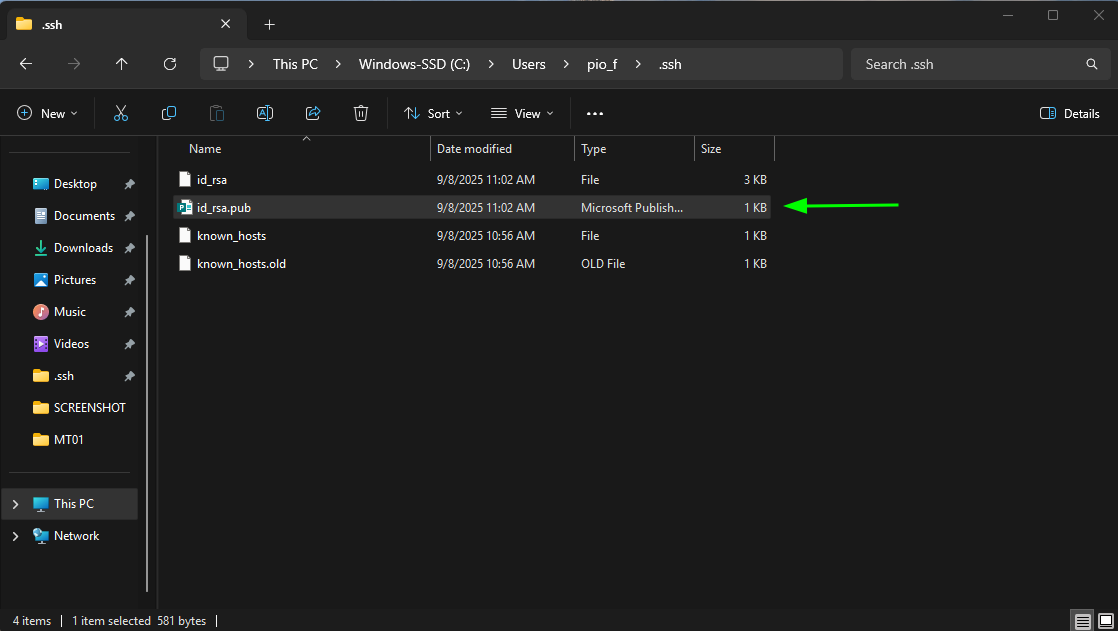 .ssh
This PC
Windows-SSD (C:)
Users
pio_f
.ssh
Search .ssh
New
Sort
View
Details
Name Date modified Type Size
id_rsa 9/8/2025 11:02 AM File 3 KB
id_rsa.pub 9/8/2025 11:02 AM Microsoft Publish... 1 KB
known_hosts 9/8/2025 10:56 AM File 1 KB
known_hosts.old 9/8/2025 10:56 AM OLD File 1 KB
Desktop
Documents
Downloads
Pictures
Music
Videos
.ssh
SCREENSHOT
MT01
This PC
Network
4 items 1 item selected 581 bytes